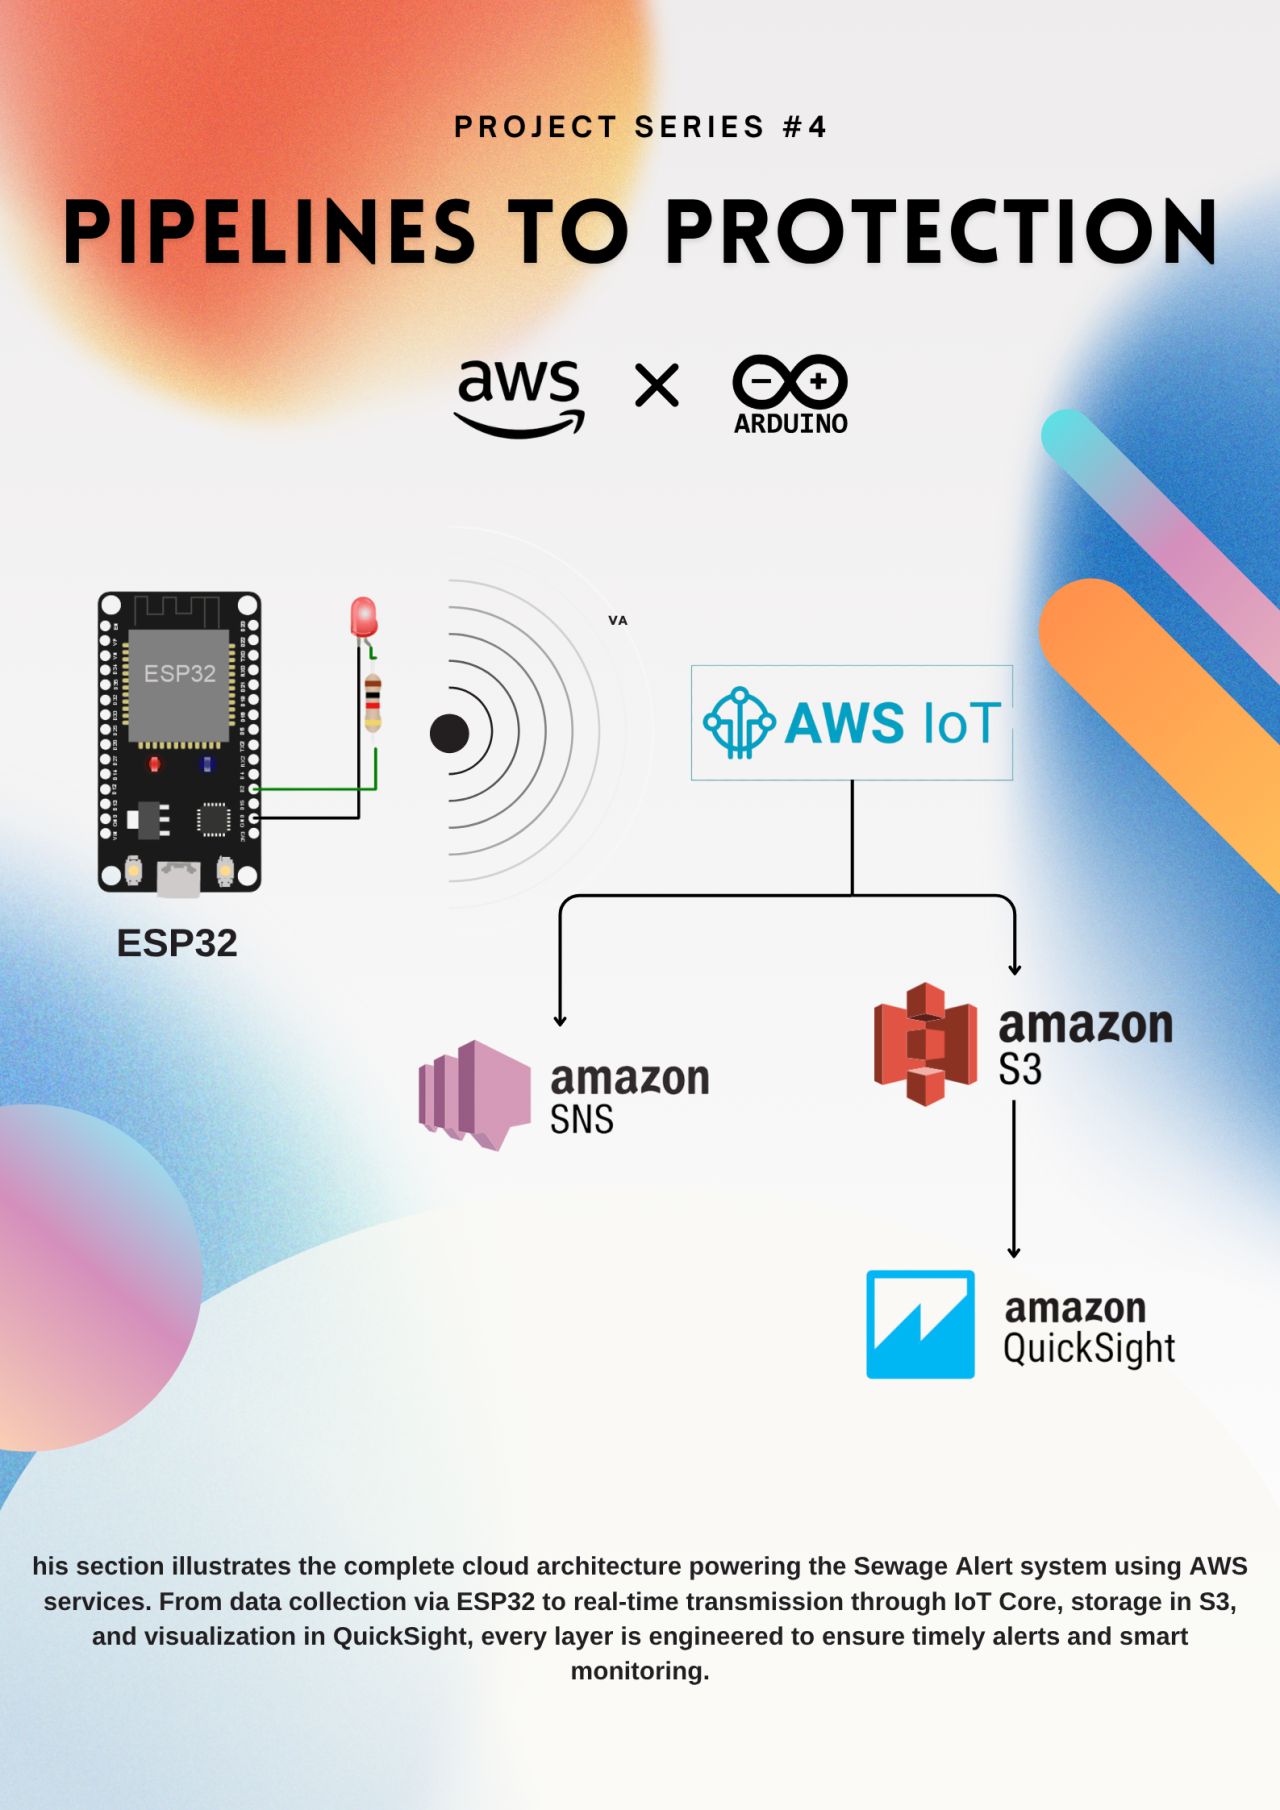 PROJECT SERIES #4
PIPELINES TO PROTECTION
aws
ARDUINO
VA
ESP32
AWS IoT
ESP32
amazon
S3
amazon
SNS
amazon
QuickSight
his section illustrates the complete cloud architecture powering the Sewage Alert system using AWS
services. From data collection via ESP32 to real-time transmission through IoT Core, storage in S3,
and visualization in QuickSight, every layer is engineered to ensure timely alerts and smart
monitoring.